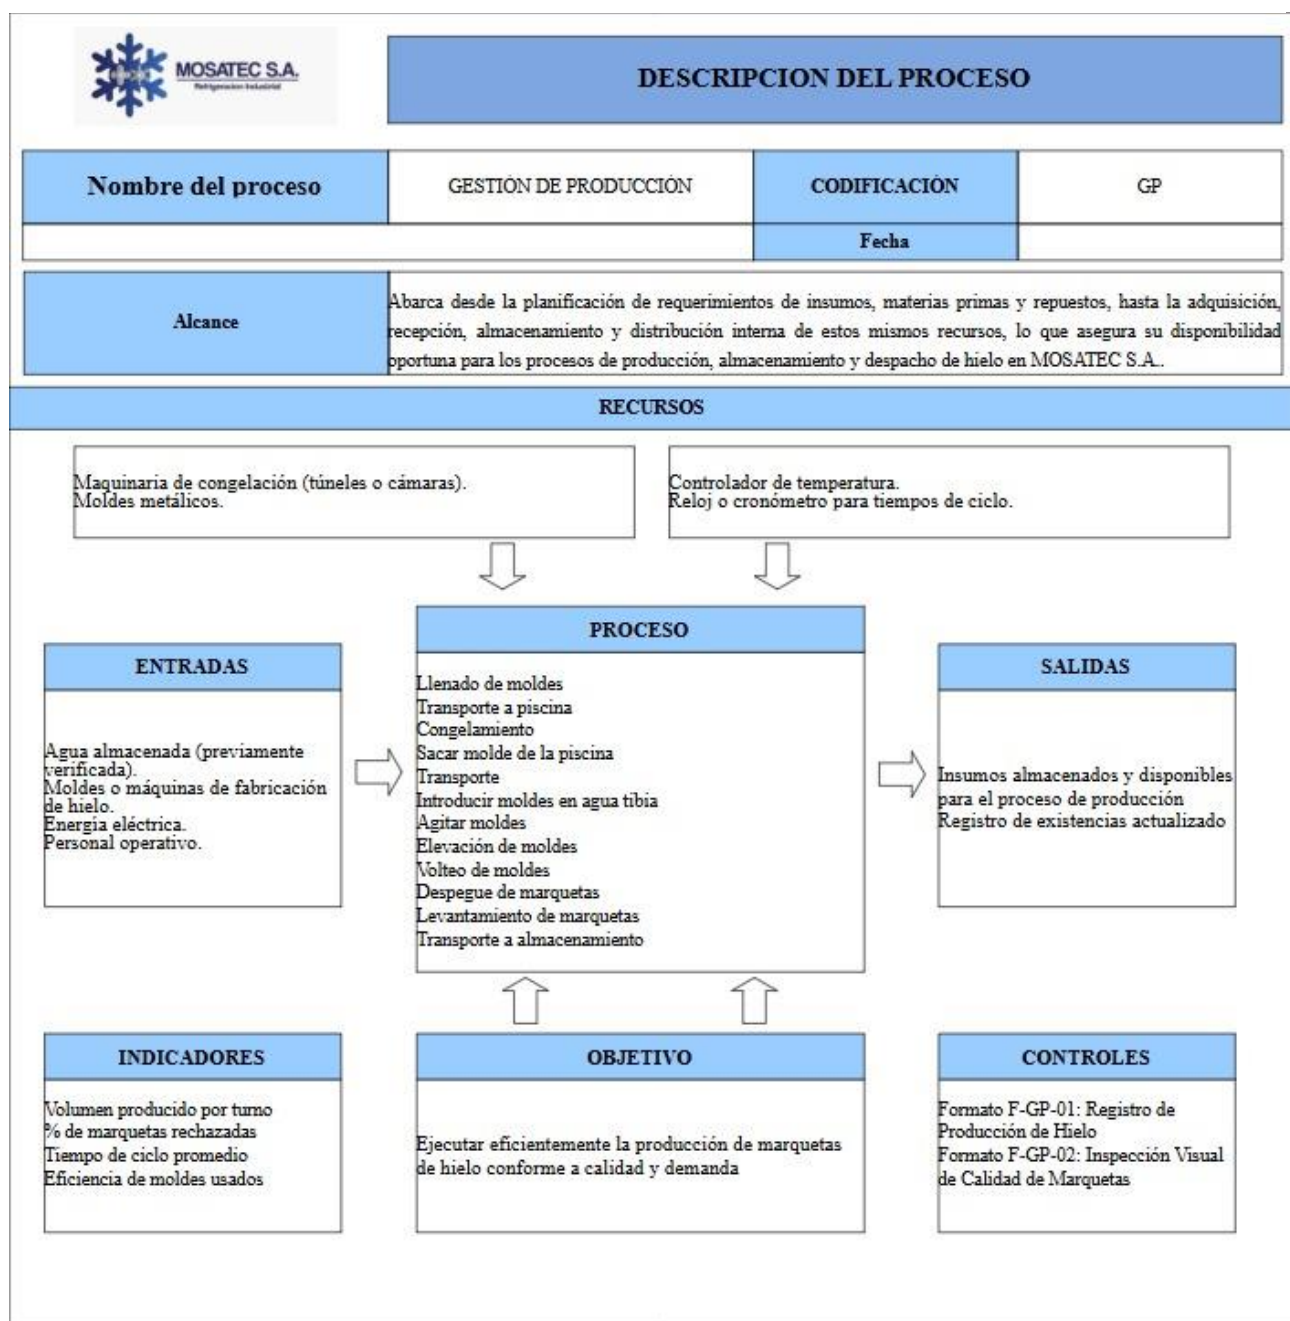 MOSATEC S.A.
Refrigeracion Industrial
DESCRIPCION DEL PROCESO
Nombre del proceso
GESTIÓN DE PRODUCCIÓN
CODIFICACIÓN
GP
Fecha
Alcance
Abarca desde la planificación de requerimientos de insumos, materias primas y repuestos, hasta la adquisición,
recepción, almacenamiento y distribución interna de estos mismos recursos, lo que asegura su disponibilidad
oportuna para los procesos de producción, almacenamiento y despacho de hielo en MOSATEC S.A..
RECURSOS
Maquinaria de congelación (túneles o cámaras).
Moldes metálicos.
Controlador de temperatura.
Reloj o cronómetro para tiempos de ciclo.
ENTRADAS
Agua almacenada (previamente
verificada).
Moldes o máquinas de fabricación
de hielo.
Energía eléctrica.
Personal operativo.
PROCESO
Llenado de moldes
Transporte a piscina
Congelamiento
Sacar molde de la piscina
Transporte
Introducir moldes en agua tibia
Agitar moldes
Elevación de moldes
Volteo de moldes
Despegue de marquetas
Levantamiento de marquetas
Transporte a almacenamiento
SALIDAS
Insumos almacenados y disponibles
para el proceso de producción
Registro de existencias actualizado
INDICADORES
Volumen producido por turno
% de marquetas rechazadas
Tiempo de ciclo promedio
Eficiencia de moldes usados
OBJETIVO
Ejecutar eficientemente la producción de marquetas
de hielo conforme a calidad y demanda
CONTROLES
Formato F-GP-01: Registro de
Producción de Hielo
Formato F-GP-02: Inspección Visual
de Calidad de Marquetas